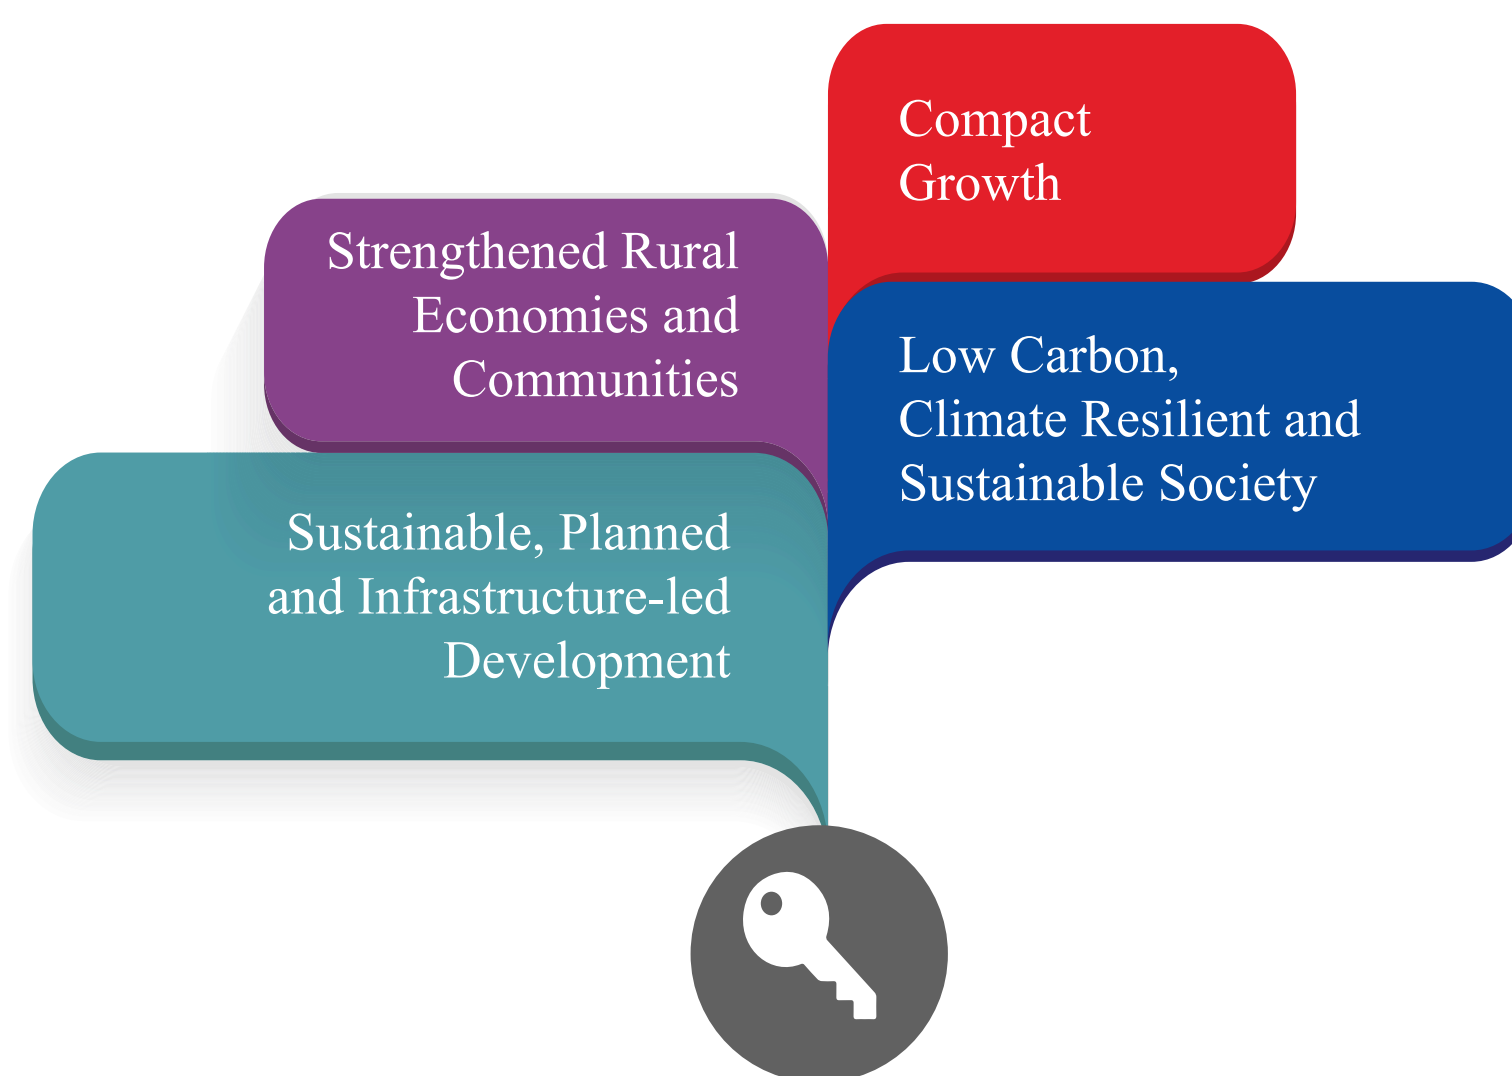 Compact
Growth
Strengthened Rural
Economies and
Communities
Low Carbon,
Climate Resilient and
Sustainable Society
Sustainable, Planned
and Infrastructure-led
Development